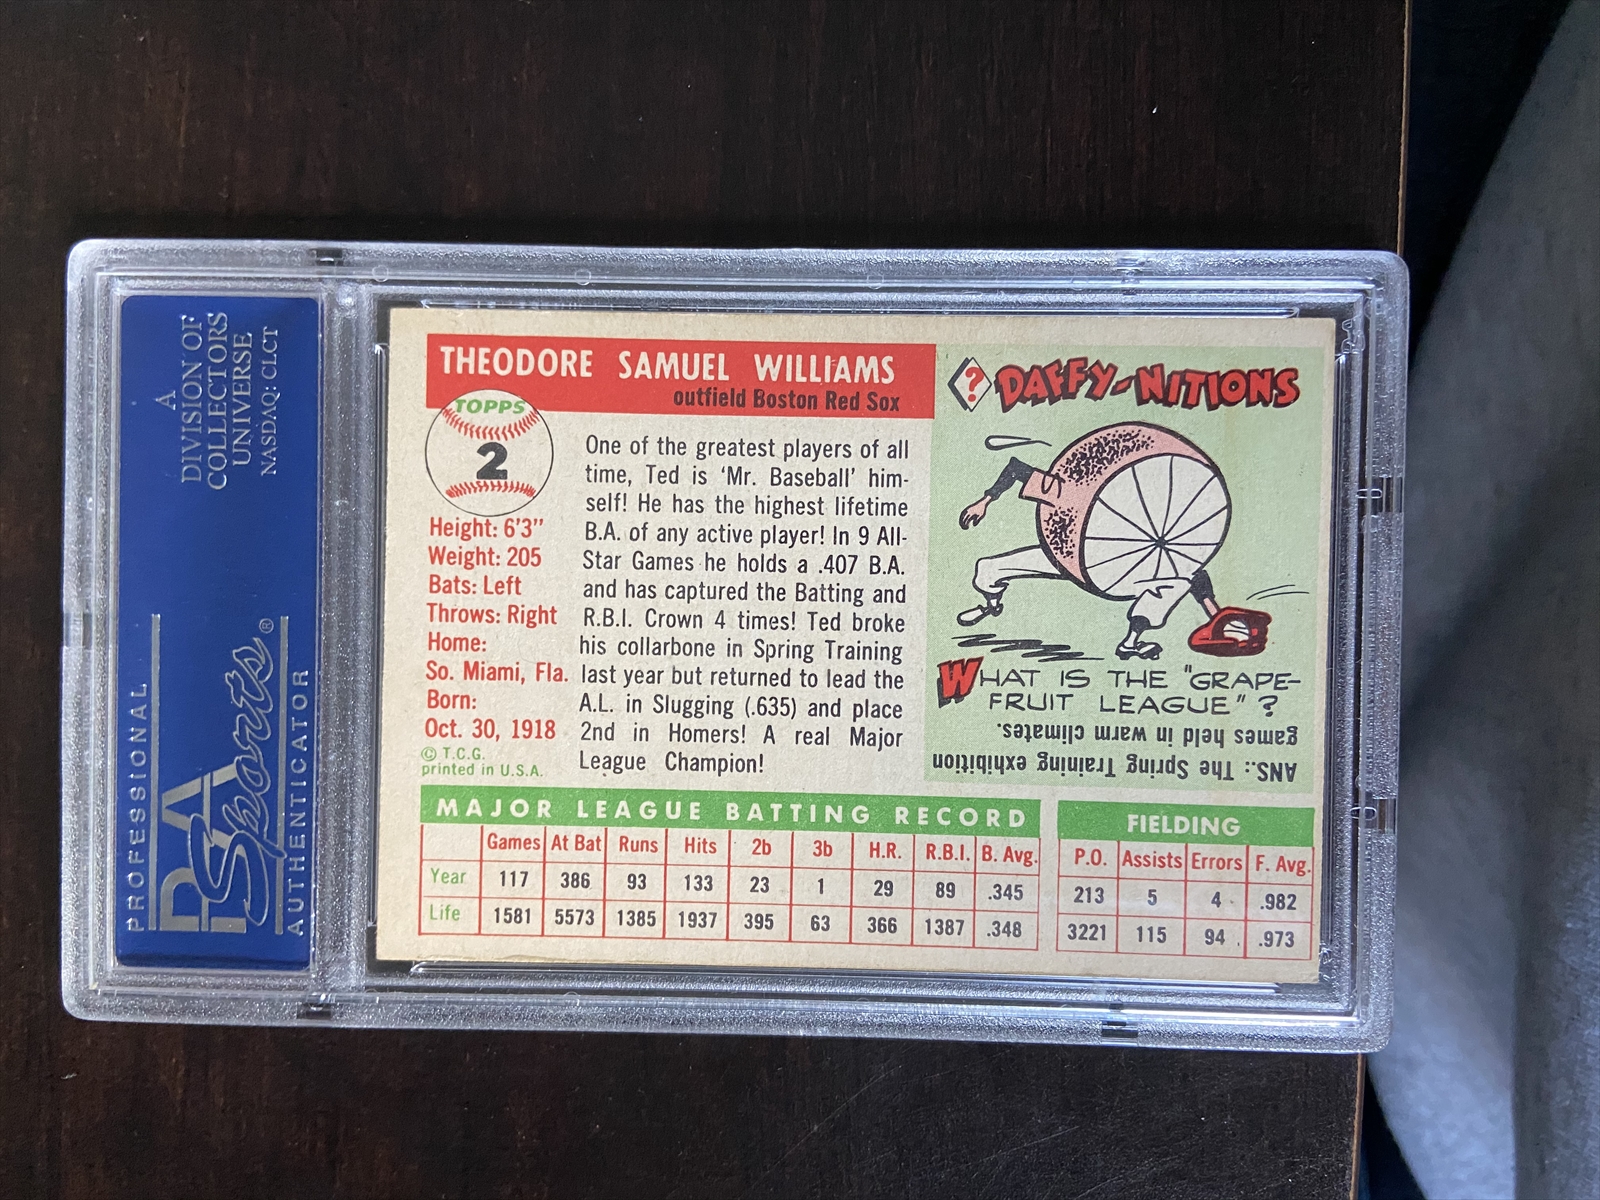 A
DIVISION OF
COLLECTORS
UNIVERSE
NASDAQ: CLCT
PROFESSIONAL
PSA
Sports®
AUTHENTICATOR
THEODORE SAMUEL WILLIAMS
outfield Boston Red Sox
TOPPS
2
Height: 6'3"
Weight: 205
Bats: Left
Throws: Right
Home:
So. Miami, Fla.
Born:
Oct. 30, 1918
© T.C.G.
printed in U.S.A.
One of the greatest players of all
time, Ted is 'Mr. Baseball' him-
self! He has the highest lifetime
B.A. of any active player! In 9 All-
Star Games he holds a .407 B.A.
and has captured the Batting and
R.B.I. Crown 4 times! Ted broke
his collarbone in Spring Training
last year but returned to lead the
A.L. in Slugging (.635) and place
2nd in Homers! A real Major
League Champion!
? DAFFY-NITIONS
WHAT IS THE "GRAPE-
FRUIT LEAGUE"?
ANS.: The Spring Training exhibition
games held in warm climates.
MAJOR LEAGUE BATTING RECORD
Games At Bat Runs Hits 2b 3b H.R. R.B.I. B. Avg.
Year 117 386 93 133 23 1 29 89 .345
Life 1581 5573 1385 1937 395 63 366 1387 .348
FIELDING
P.O. Assists Errors F. Avg.
213 5 4 .982
3221 115 94 .973